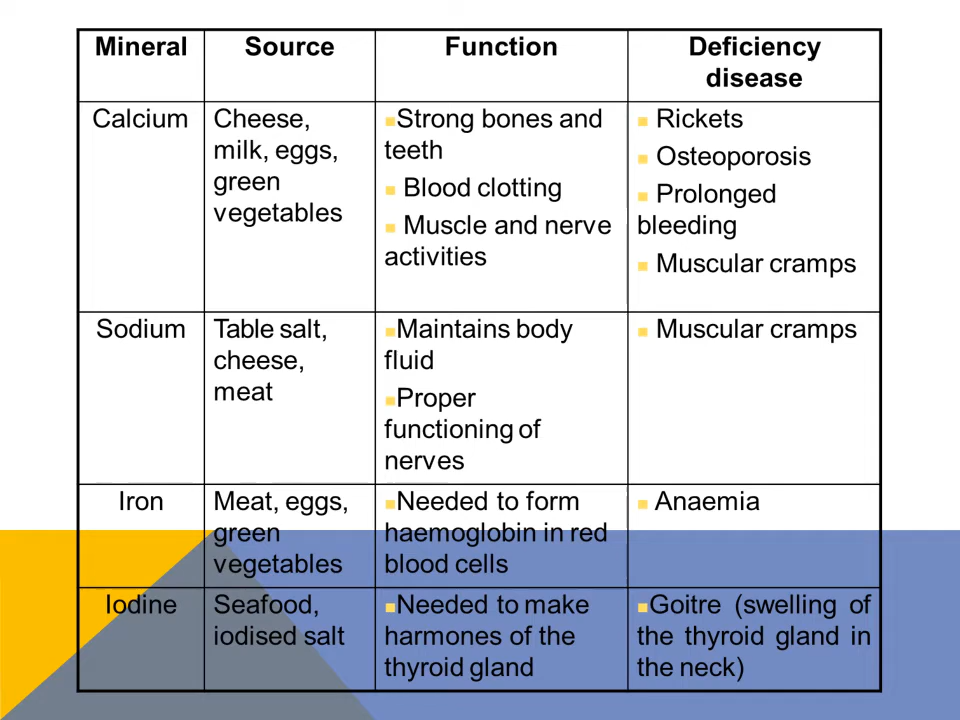 Mineral
Source
Function
Deficiency
disease
Calcium
Cheese,
milk, eggs,
green
vegetables
Strong bones and
teeth
Blood clotting
Muscle and nerve
activities
Rickets
Osteoporosis
Prolonged
bleeding
Muscular cramps
Sodium
Table salt,
cheese,
meat
Maintains body
fluid
Proper
functioning of
nerves
Muscular cramps
Iron
Meat, eggs,
green
vegetables
Needed to form
haemoglobin in red
blood cells
Anaemia
Iodine
Seafood,
iodised salt
Needed to make
harmones of the
thyroid gland
Goitre (swelling of
the thyroid gland in
the neck)